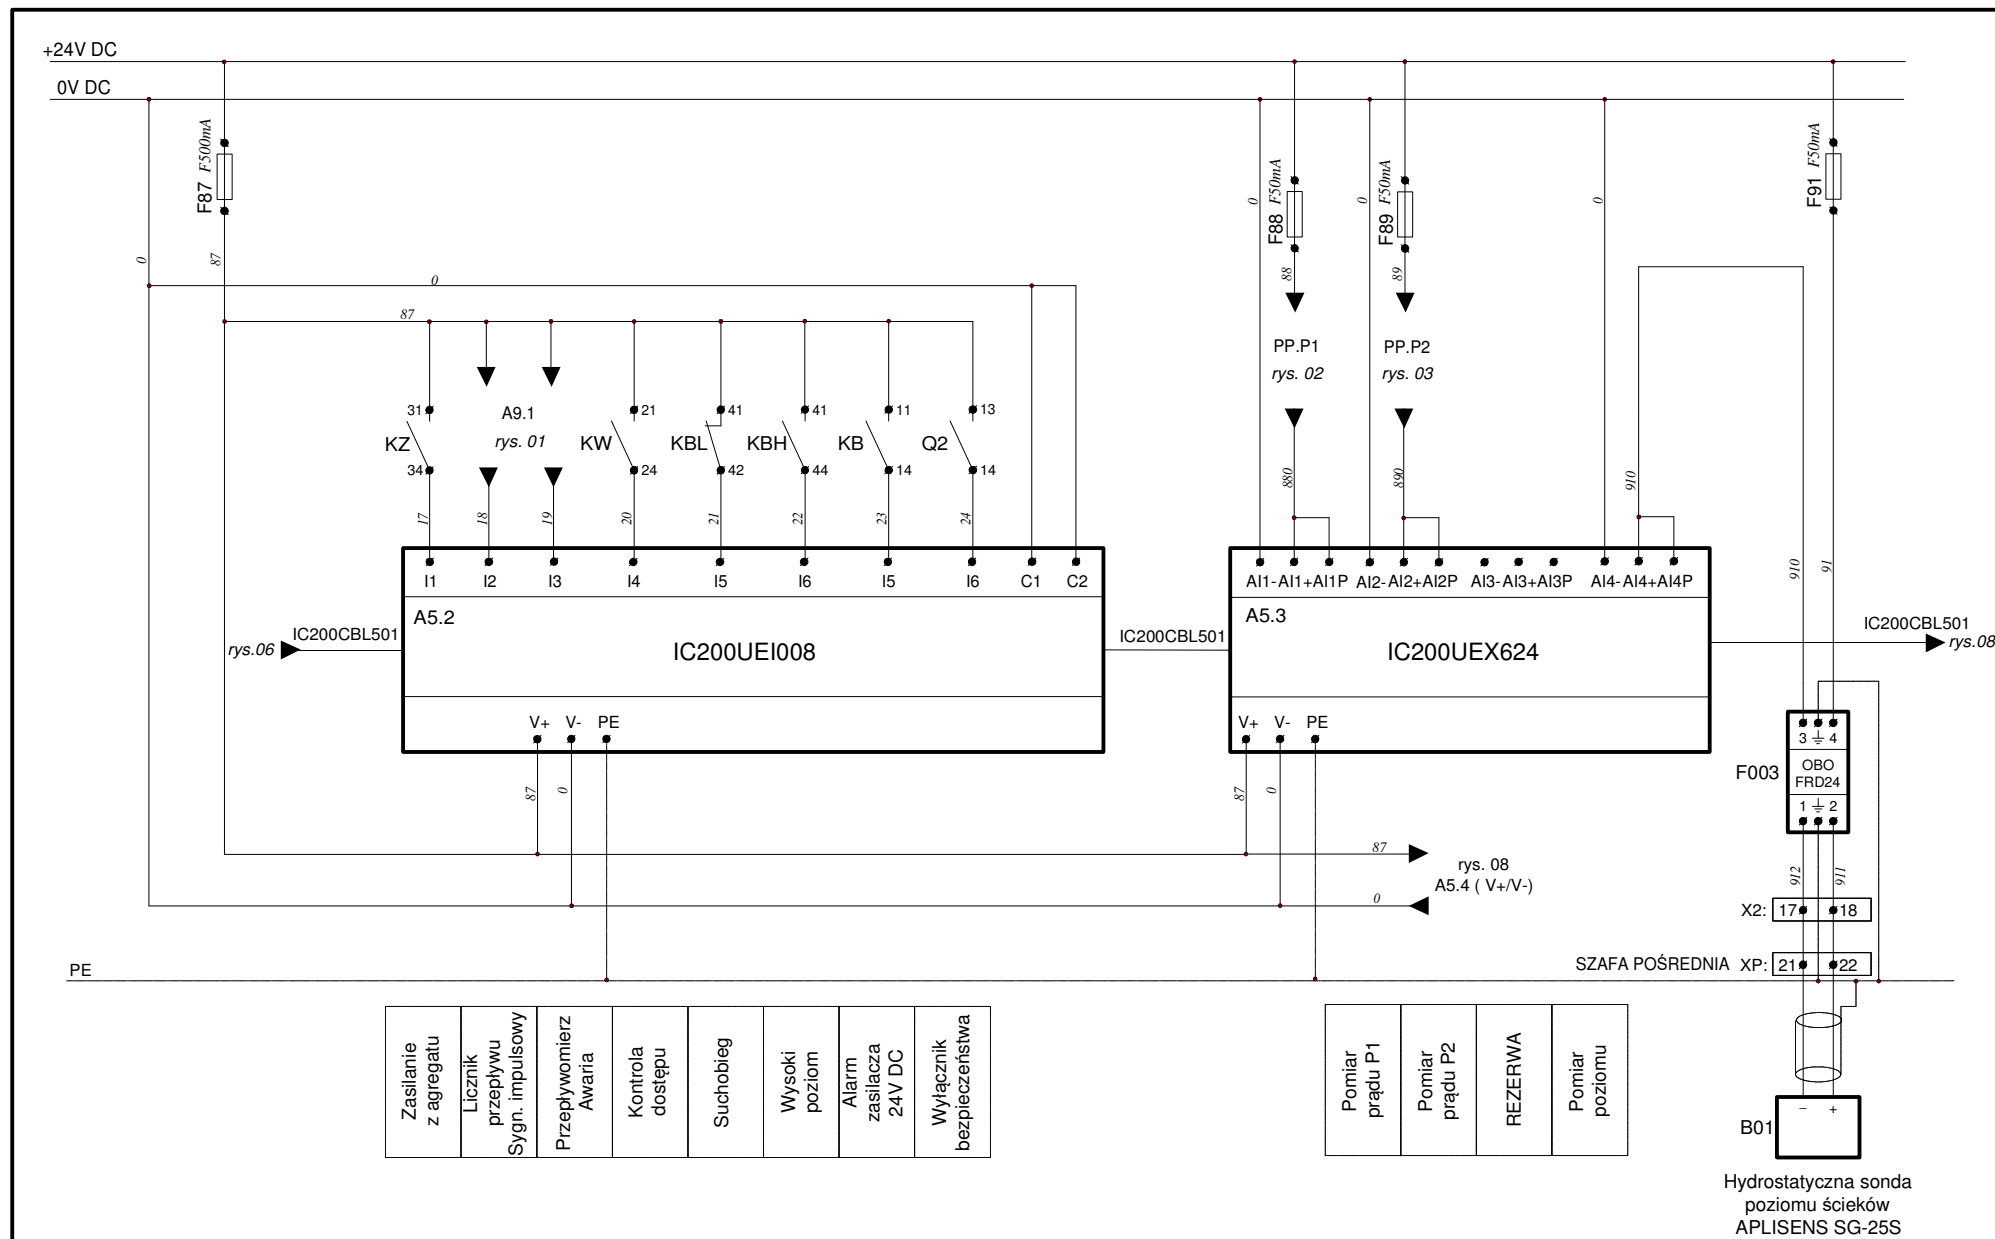 +24V DC
0V DC
F87 F500mA
F88 F50mA
F89 F50mA
F91 F50mA
0
87
0
87
0
88
0
89
0
PP.P1
rys. 02
PP.P2
rys. 03
31
KZ
34
A9.1
rys. 01
21
KW
24
41
KBL
42
41
KBH
44
11
KB
14
13
Q2
14
17
18
19
20
21
22
23
24
880
890
910
910
91
I1
I2
I3
I4
I5
I6
I5
I6
C1
C2
AI1-AI1+AI1P
AI2-AI2+AI2P
AI3-AI3+AI3P
AI4-AI4+AI4P
A5.2
IC200UEI008
A5.3
IC200UEX624
rys.06
IC200CBL501
IC200CBL501
IC200CBL501
rys.08
V+
V-
PE
V+
V-
PE
87
0
87
0
3
4
F003
OBO
FRD24
1
2
87
0
rys. 08
A5.4 ( V+/V-)
912
911
X2:
17
18
SZAFA POŚREDNIA
XP:
21
22
PE
Zasilanie
z agregatu
Licznik
przepływu
Sygn. impulsowy
Przepływomierz
Awaria
Kontrola
dostępu
Suchobieg
Wysoki
poziom
Alarm
zasilacza
24V DC
Wyłącznik
bezpieczeństwa
Pomiar
prądu P1
Pomiar
prądu P2
REZERWA
Pomiar
poziomu
−
+
B01
Hydrostatyczna sonda
poziomu ścieków
APLISENS SG-25S